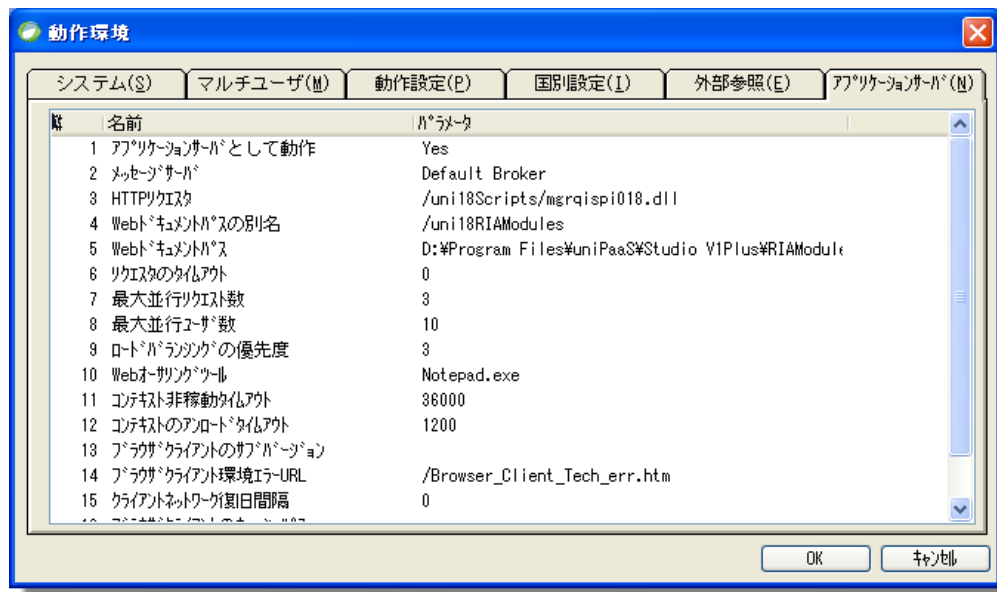 動作環境
システム(S) マルチユーザ(M) 動作設定(P) 国別設定(I) 外部参照(E) ｱﾌﾟﾘｹｰｼｮﾝｻｰﾊﾞ(N)
# 名前 ﾊﾟﾗﾒｰﾀ
1 ｱﾌﾟﾘｹｰｼｮﾝｻｰﾊﾞとして動作 Yes
2 ﾒｯｾｰｼﾞｻｰﾊﾞ Default Broker
3 HTTPﾘｸｴｽﾀ /uni18Scripts/mgrqispi018.dll
4 Webﾄﾞｷｭﾒﾝﾄﾊﾟｽの別名 /uni18RIAModules
5 Webﾄﾞｷｭﾒﾝﾄﾊﾟｽ D:¥Program Files¥uniPaaS¥Studio V1Plus¥RIAModule
6 ﾘｸｴｽﾀのﾀｲﾑｱｳﾄ 0
7 最大並行ﾘｸｴｽﾄ数 3
8 最大並行ﾕｰｻﾞ数 10
9 ﾛｰﾄﾞﾊﾞﾗﾝｼﾝｸﾞの優先度 3
10 Webｵｰｻﾘﾝｸﾞﾂｰﾙ Notepad.exe
11 ｺﾝﾃｷｽﾄ非稼動ﾀｲﾑｱｳﾄ 36000
12 ｺﾝﾃｷｽﾄのｱﾝﾛｰﾄﾞﾀｲﾑｱｳﾄ 1200
13 ﾌﾞﾗｳｻﾞｸﾗｲｱﾝﾄのｻﾌﾞﾊﾞｰｼﾞｮﾝ
14 ﾌﾞﾗｳｻﾞｸﾗｲｱﾝﾄ環境ｴﾗｰURL /Browser_Client_Tech_err.htm
15 ｸﾗｲｱﾝﾄﾈｯﾄﾜｰｸ復旧間隔 0
OK ｷｬﾝｾﾙ